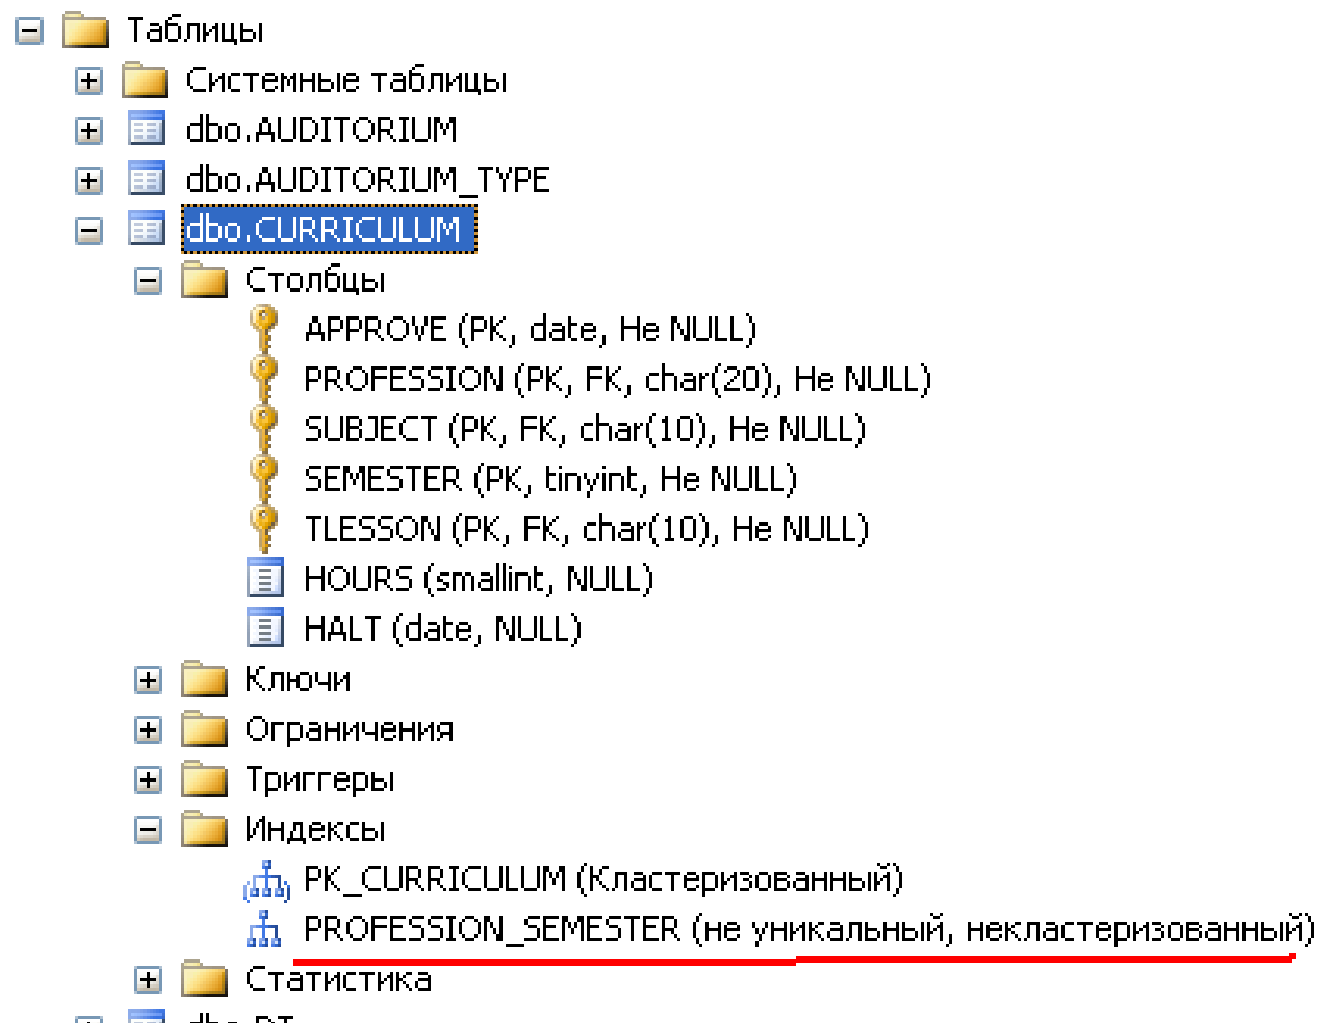 Таблицы
Системные таблицы
dbo.AUDITORIUM
dbo.AUDITORIUM_TYPE
dbo.CURRICULUM
Столбцы
APPROVE (PK, date, Не NULL)
PROFESSION (PK, FK, char(20), Не NULL)
SUBJECT (PK, FK, char(10), Не NULL)
SEMESTER (PK, tinyint, Не NULL)
TLESSON (PK, FK, char(10), Не NULL)
HOURS (smallint, NULL)
HALT (date, NULL)
Ключи
Ограничения
Триггеры
Индексы
PK_CURRICULUM (Кластеризованный)
PROFESSION_SEMESTER (не уникальный, некластеризованный)
Статистика